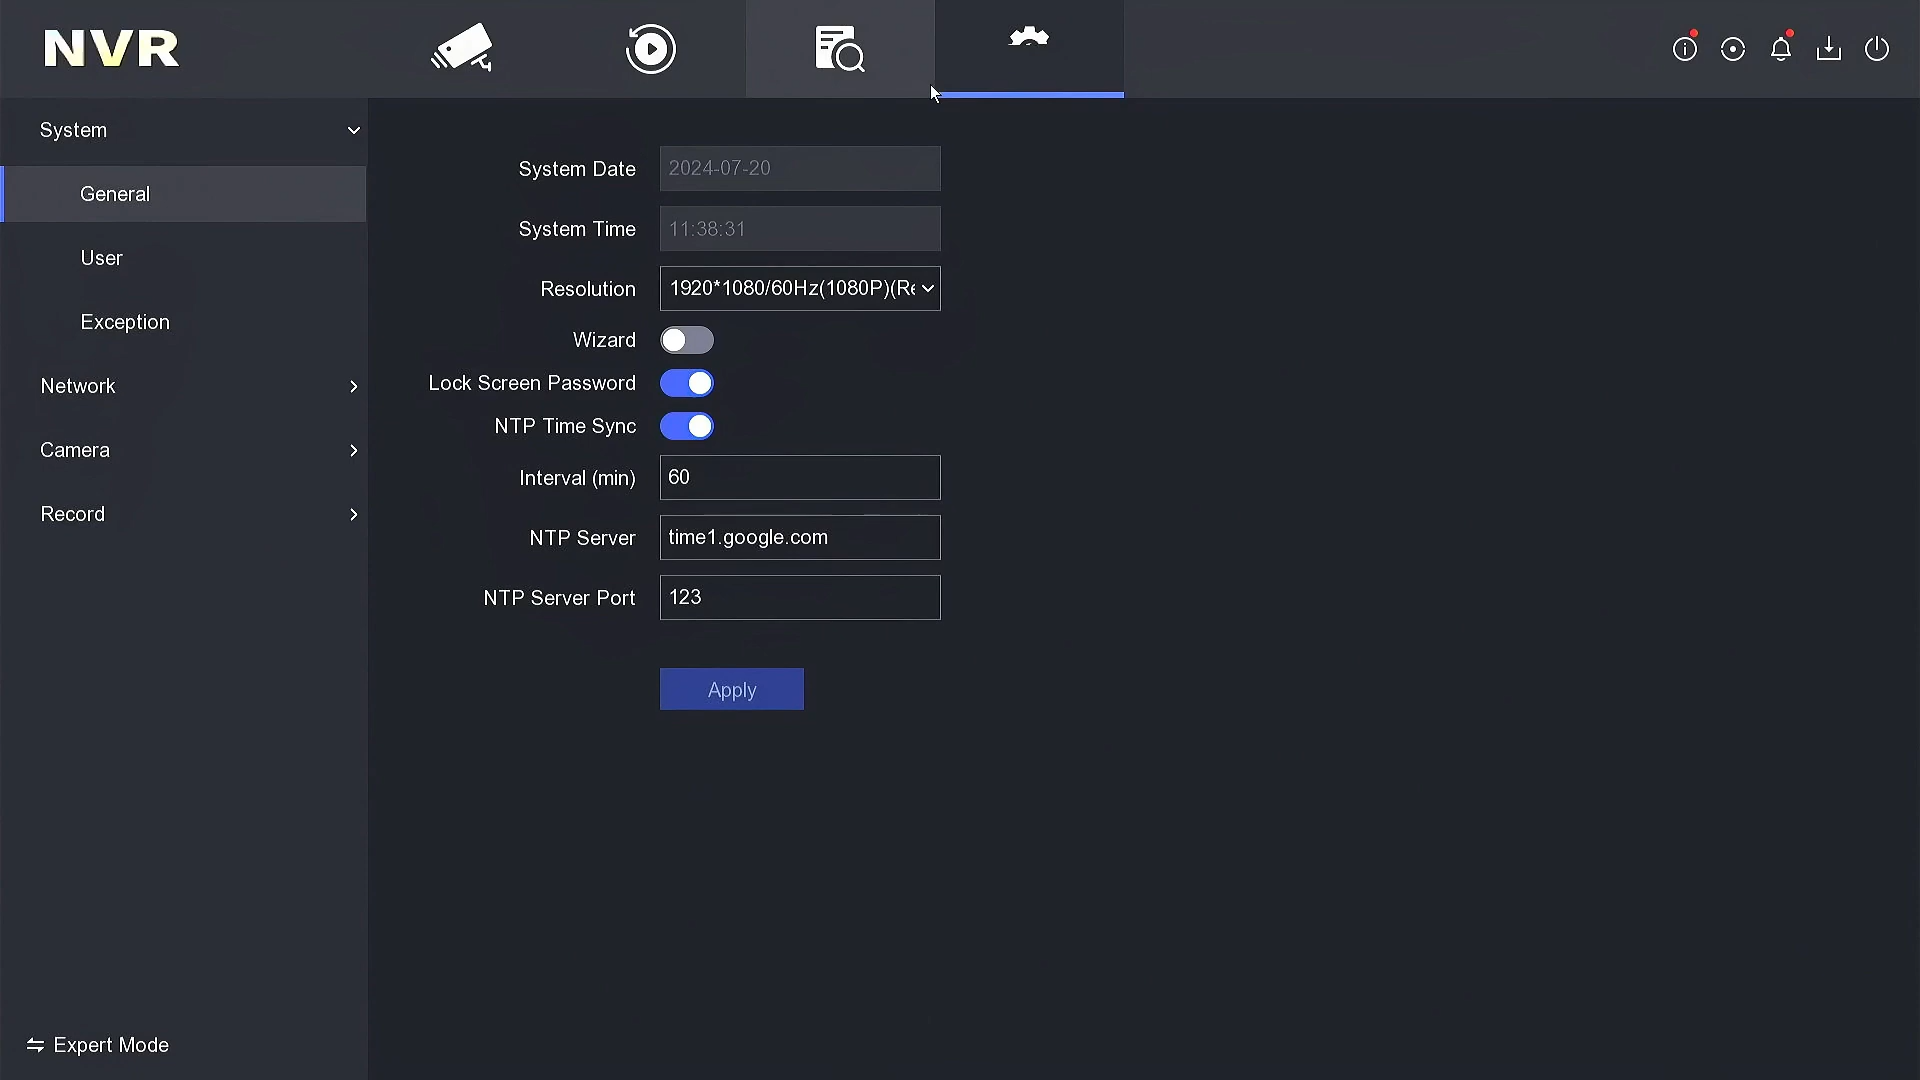 NVR
System
General
User
Exception
Network
Camera
Record
Expert Mode
System Date 2024-07-20
System Time 11:38:31
Resolution 1920*1080/60Hz(1080P)(Re
Wizard
Lock Screen Password
NTP Time Sync
Interval (min) 60
NTP Server time1.google.com
NTP Server Port 123
Apply